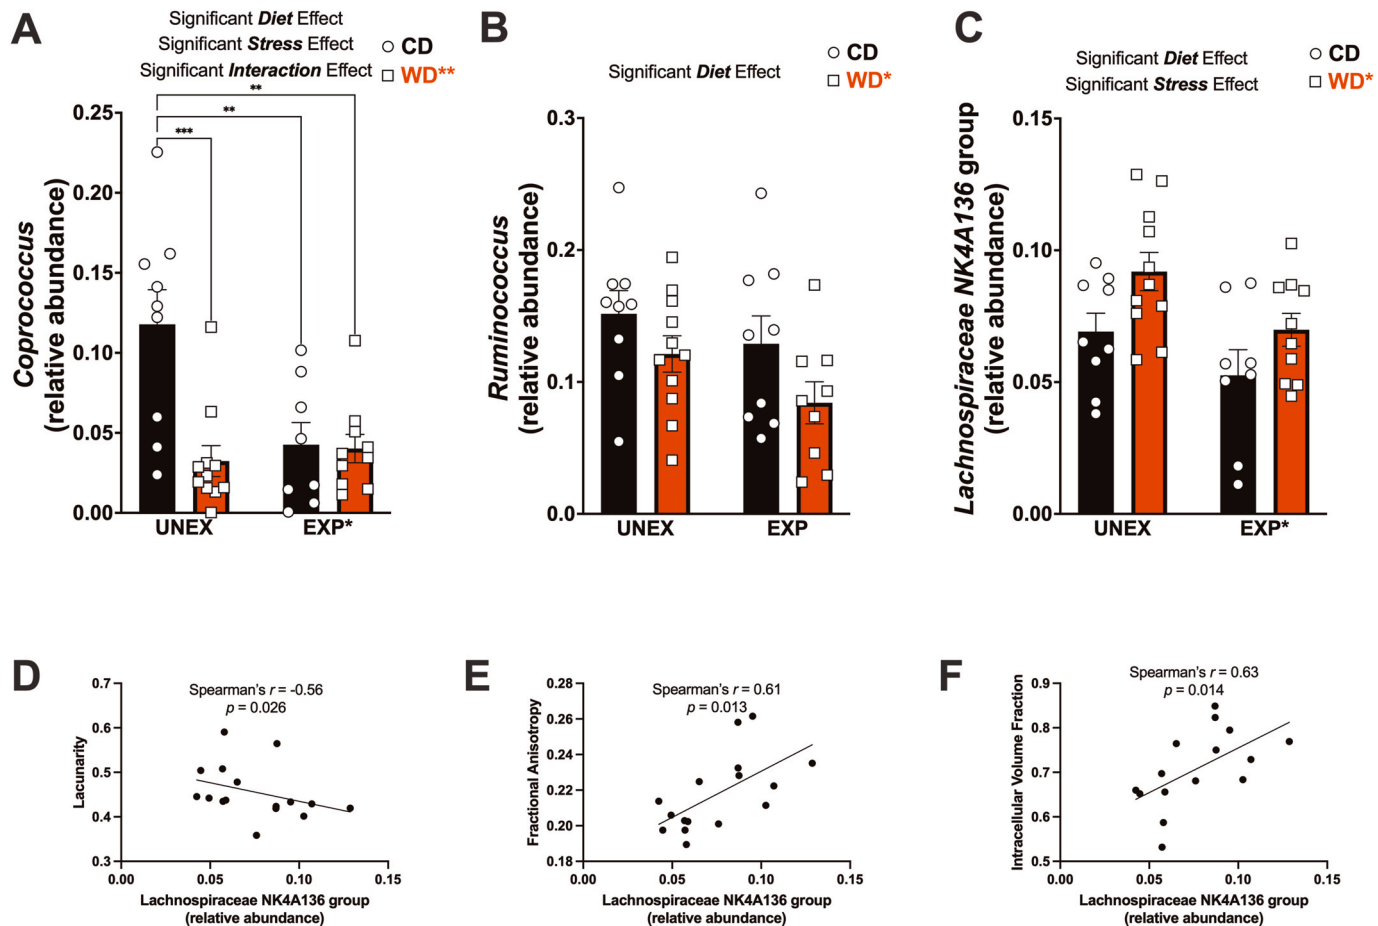 A
Significant Diet Effect
Significant Stress Effect
Significant Interaction Effect
CD
WD**
**
**
***
0.25
0.20
0.15
0.10
0.05
0.00
Coprococcus
(relative abundance)
UNEX
EXP*
B
Significant Diet Effect
CD
WD*
0.3
0.2
0.1
0.0
Ruminococcus
(relative abundance)
UNEX
EXP
C
Significant Diet Effect
Significant Stress Effect
CD
WD*
0.15
0.10
0.05
0.00
Lachnospiraceae NK4A136 group
(relative abundance)
UNEX
EXP*
D
Spearman's r = -0.56
p = 0.026
0.7
0.6
0.5
0.4
0.3
Lacunarity
0.00
0.05
0.10
0.15
Lachnospiraceae NK4A136 group
(relative abundance)
E
Spearman's r = 0.61
p = 0.013
0.28
0.26
0.24
0.22
0.20
0.18
Fractional Anisotropy
0.00
0.05
0.10
0.15
Lachnospiraceae NK4A136 group
(relative abundance)
F
Spearman's r = 0.63
p = 0.014
0.9
0.8
0.7
0.6
0.5
Intracellular Volume Fraction
0.00
0.05
0.10
0.15
Lachnospiraceae NK4A136 group
(relative abundance)